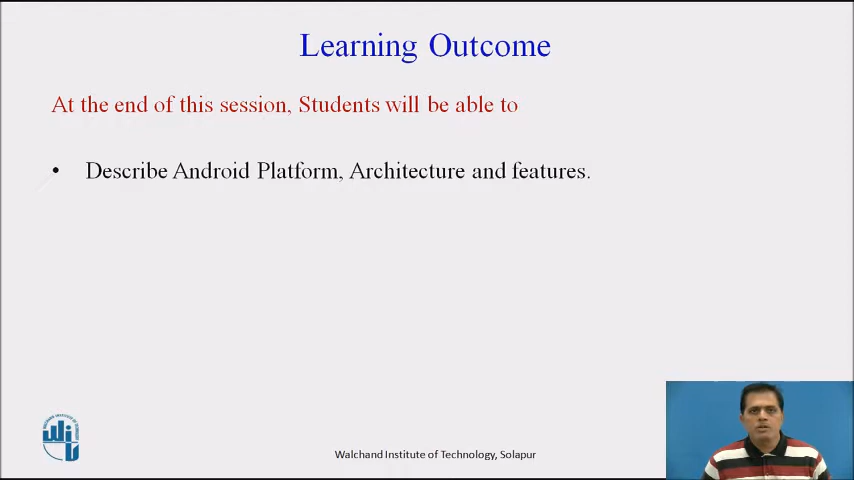 Learning Outcome
At the end of this session, Students will be able to
• Describe Android Platform, Architecture and features.
Walchand Institute of Technology, Solapur